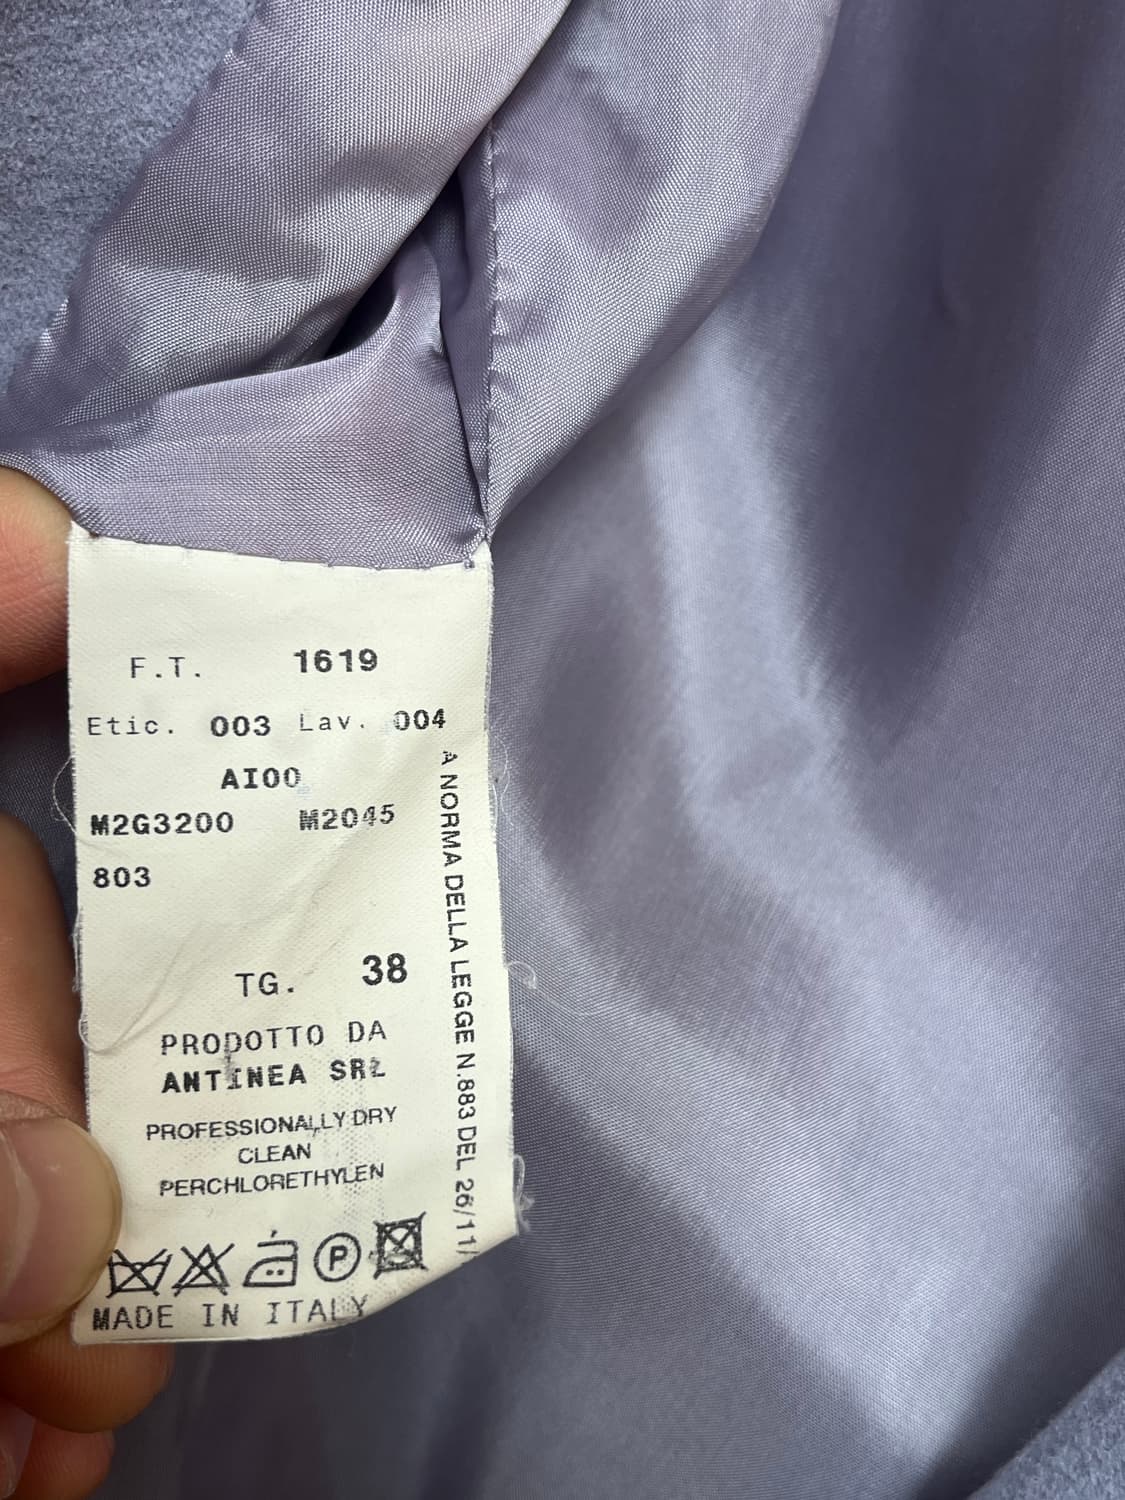 F.T. 1619
Etic. 003 Lav. 004
AI00
M2G3200 M2045
803
TG. 38
PRODOTTO DA
ANTINEA SRL
PROFESSIONALLY DRY
CLEAN
PERCHLORETHYLEN
P
MADE IN ITALY
A NORMA DELLA LEGGE N.883 DEL 26/11/